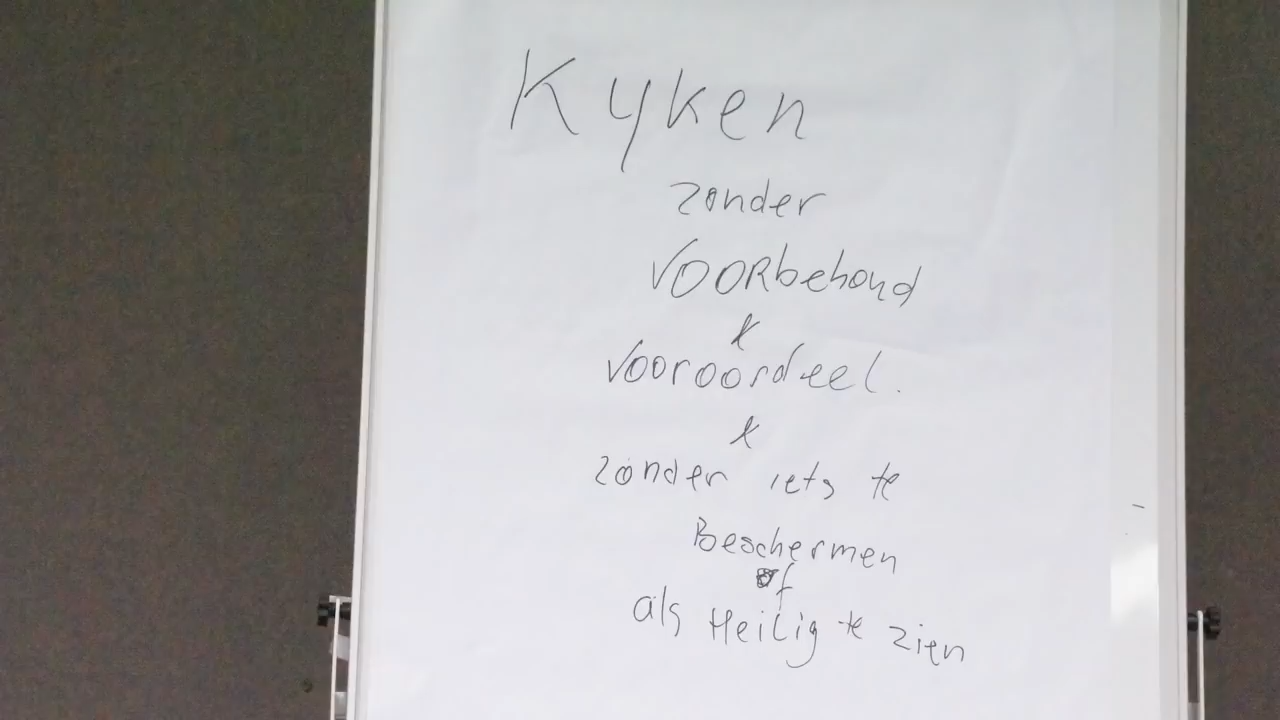 Kyken
zonder
VOORbehoud
&
vooroordeel.
&
zonder iets te
Beschermen
of
als Heilig te zien